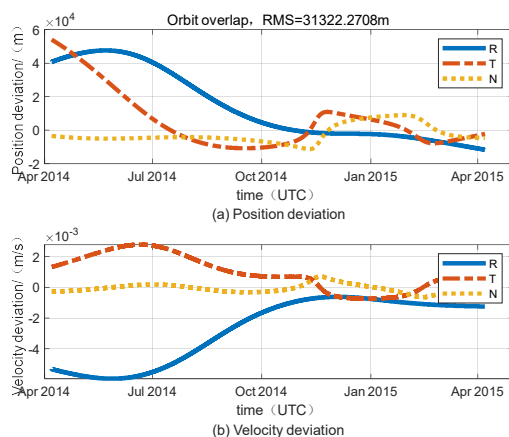 Orbit overlap，RMS=31322.2708m
×10⁴
Position deviation/（m）
6
4
2
0
-2
R
T
N
Apr 2014 Jul 2014 Oct 2014 Jan 2015 Apr 2015
time（UTC）
(a) Position deviation
×10⁻³
Velocity deviation/（m/s）
2
0
-2
-4
R
T
N
Apr 2014 Jul 2014 Oct 2014 Jan 2015 Apr 2015
time（UTC）
(b) Velocity deviation